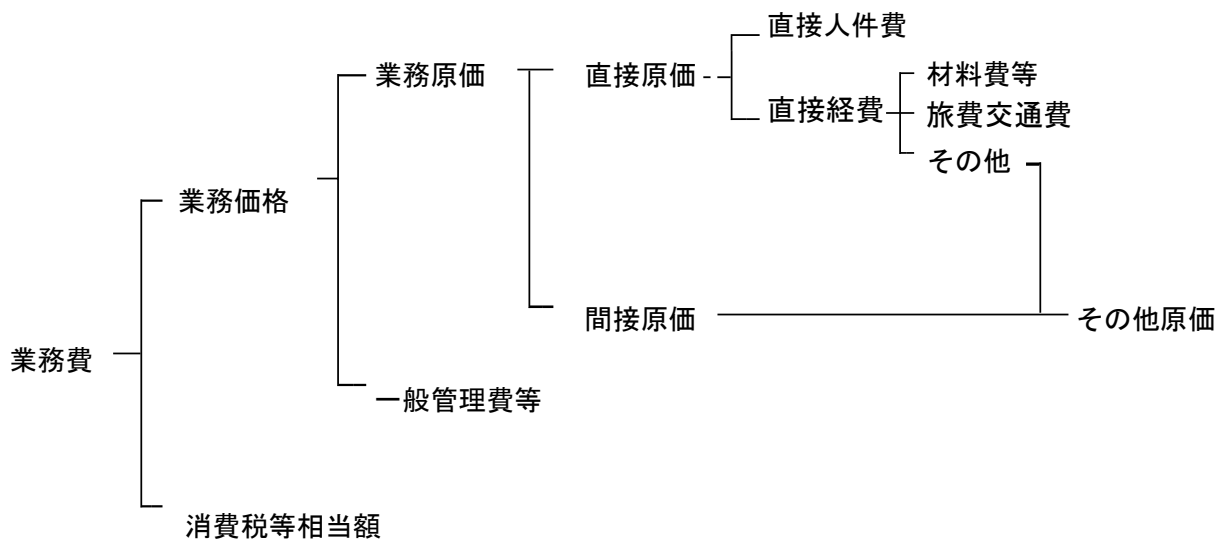 直接人件費
業務原価
直接原価
材料費等
直接経費
旅費交通費
その他
業務価格
間接原価
その他原価
業務費
一般管理費等
消費税等相当額